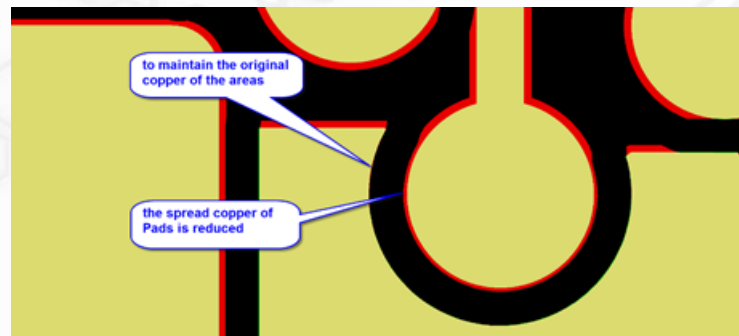 to maintain the original
copper of the areas
the spread copper of
Pads is reduced